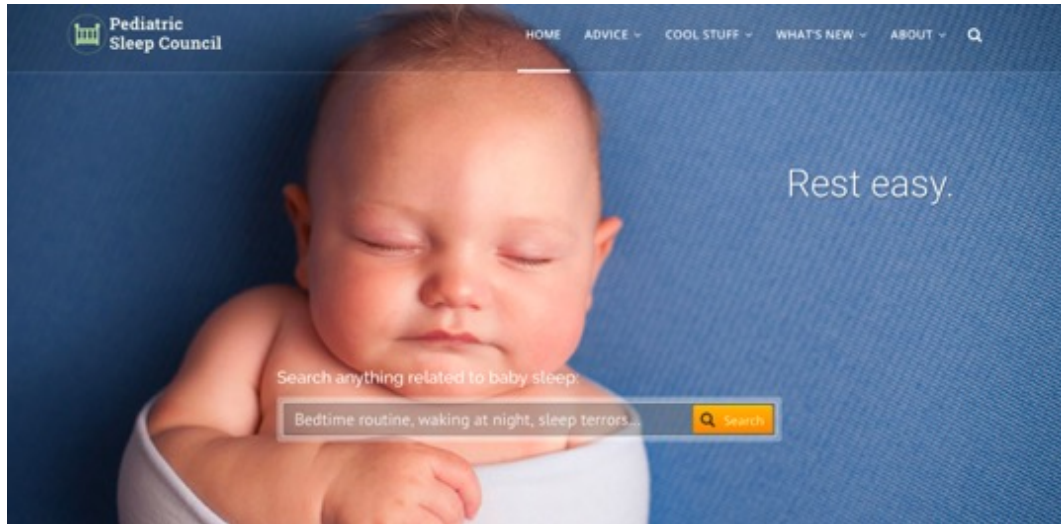 Pediatric
Sleep Council
HOME ADVICE COOL STUFF WHAT'S NEW ABOUT
Rest easy.
Search anything related to baby sleep:
Bedtime routine, waking at night, sleep terrors...
Search